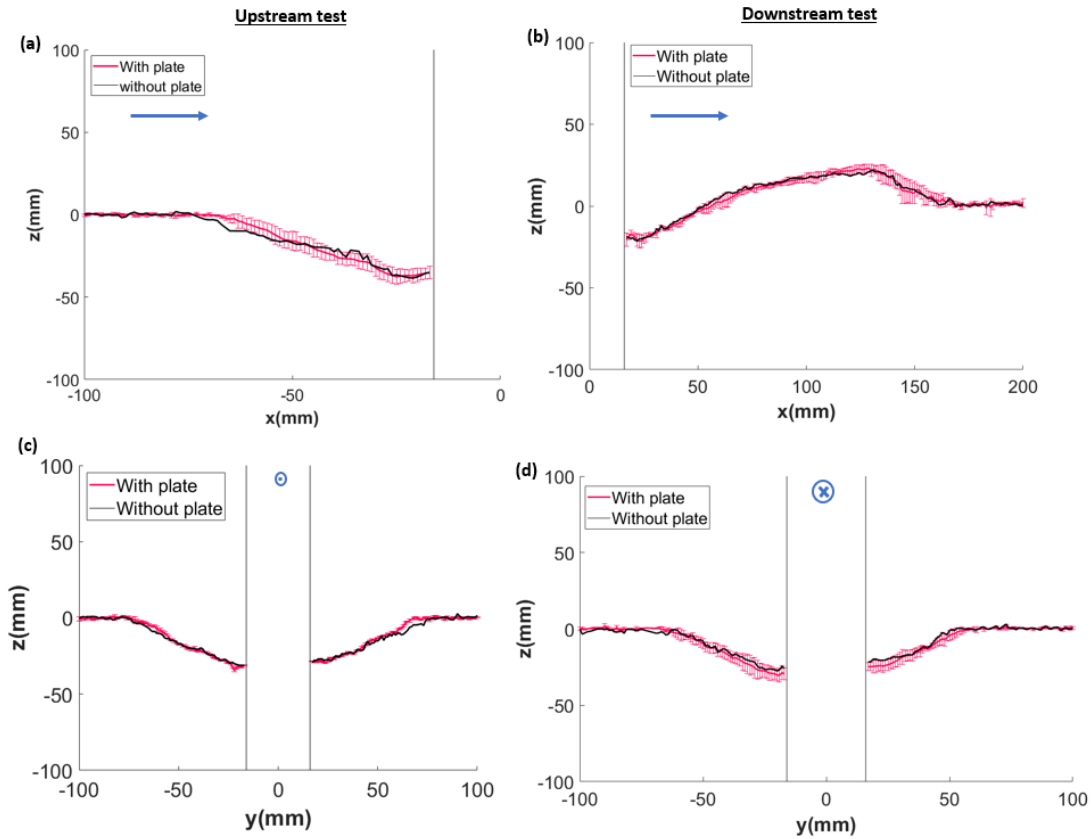 Upstream test
Downstream test
(a)
100
50
0
-50
-100
z(mm)
With plate
without plate
-100
-50
0
x(mm)
(b)
100
50
0
-50
-100
z(mm)
With plate
Without plate
0
50
100
150
200
x(mm)
(c)
100
50
0
-50
-100
z(mm)
With plate
Without plate
-100
-50
0
50
100
y(mm)
(d)
100
50
0
-50
-100
z(mm)
With plate
Without plate
-100
-50
0
50
100
y(mm)